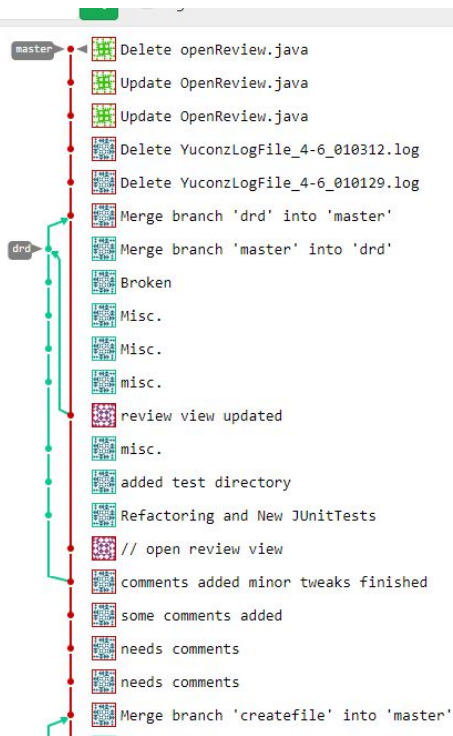 master Delete openReview.java
Update OpenReview.java
Update OpenReview.java
Delete YuconzLogFile_4-6_010312.log
Delete YuconzLogFile_4-6_010129.log
Merge branch 'drd' into 'master'
drd Merge branch 'master' into 'drd'
Broken
Misc.
Misc.
misc.
review view updated
misc.
added test directory
Refactoring and New JUnitTests
// open review view
comments added minor tweaks finished
some comments added
needs comments
needs comments
Merge branch 'createfile' into 'master'